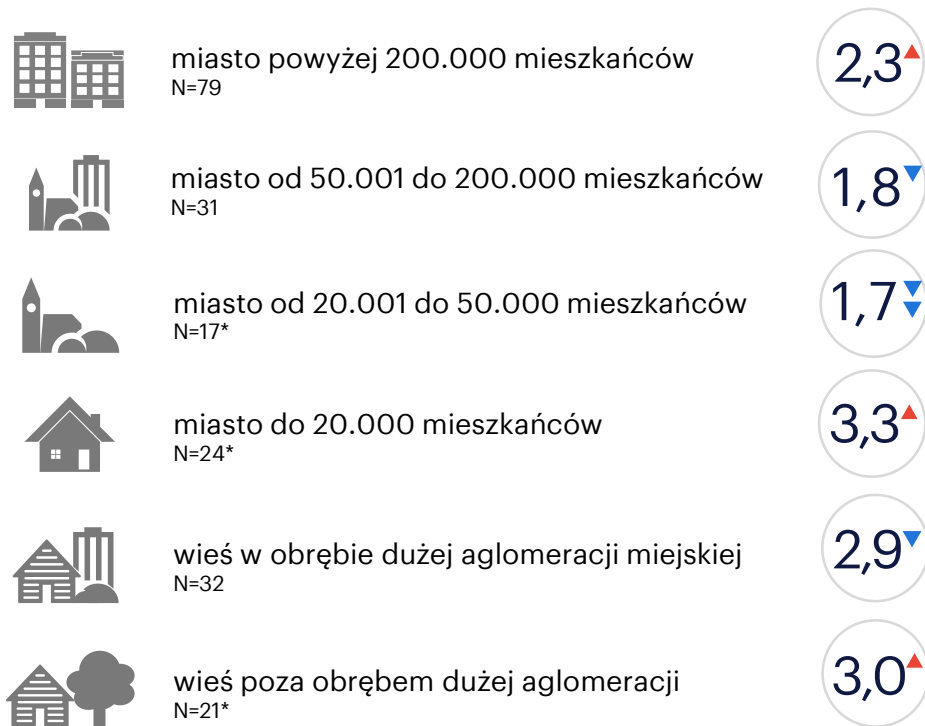 miasto powyżej 200.000 mieszkańców
N=79
2,3
miasto od 50.001 do 200.000 mieszkańców
N=31
1,8
miasto od 20.001 do 50.000 mieszkańców
N=17*
1,7
miasto do 20.000 mieszkańców
N=24*
3,3
wieś w obrębie dużej aglomeracji miejskiej
N=32
2,9
wieś poza obrębem dużej aglomeracji
N=21*
3,0